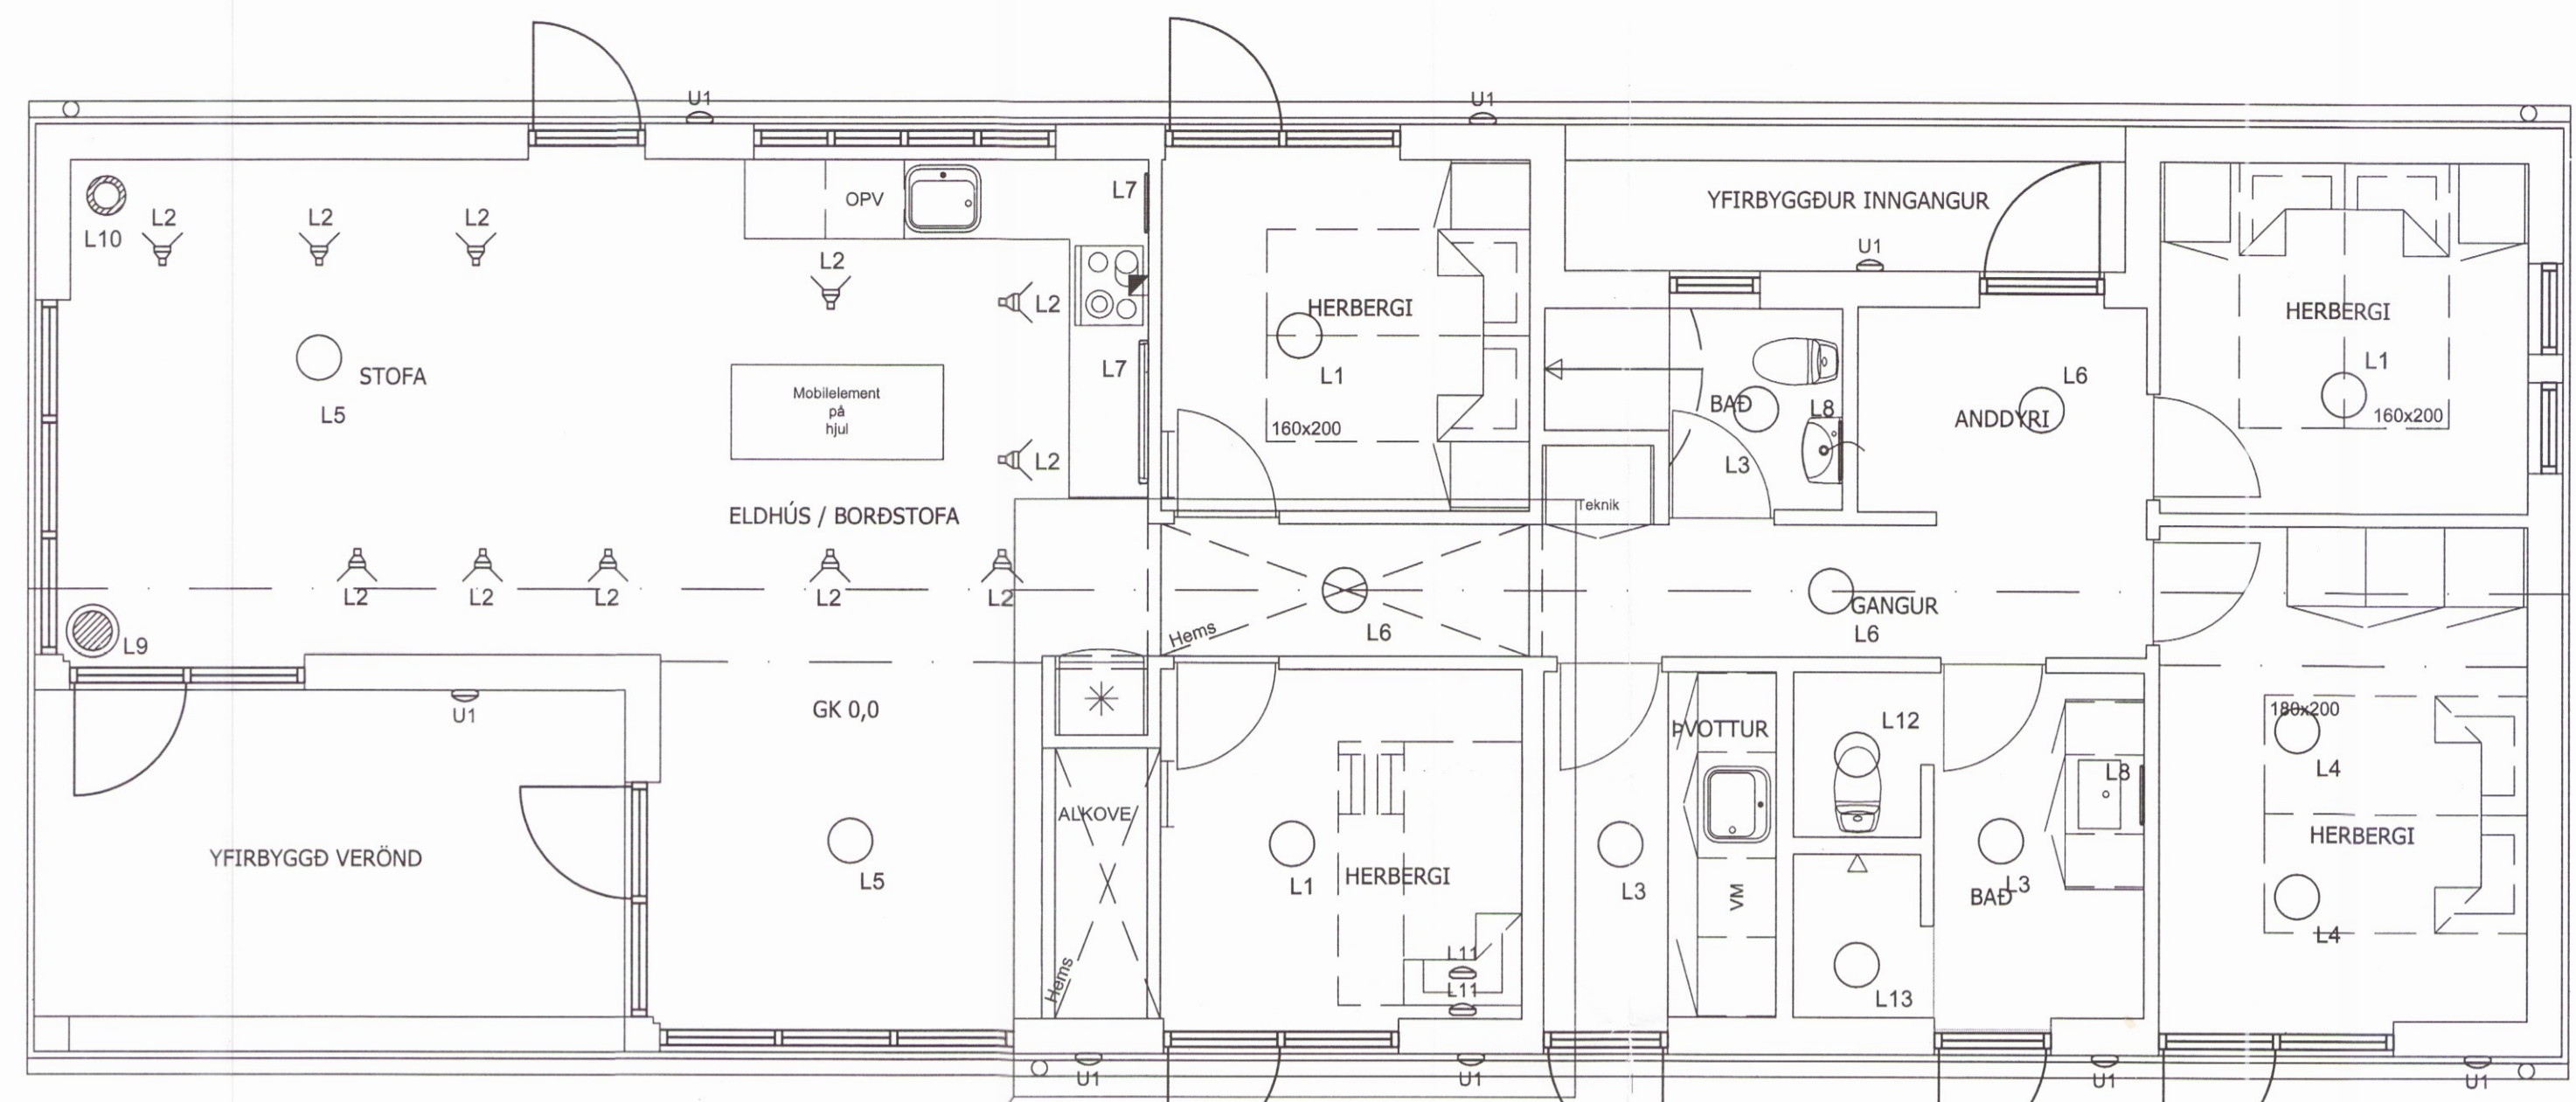 U1
U1
L10
L2
L2
L2
OPV
L7
YFIRBYGGÐUR INNGANGUR
U1
L2
L2
HERBERGI
L1
160x200
HERBERGI
L1
160x200
STOFA
L5
Mobilelement
på
hjul
L7
L2
BAÐ
L8
L3
L6
ANDDYRI
Teknik
ELDHÚS / BORÐSTOFA
L2
L2
L2
L2
L2
L9
Hems
L6
GANGUR
L6
U1
GK 0,0
ÞVOTTUR
L12
180x200
L4
L8
ALKOVE
YFIRBYGGÐ VERÖND
L5
L1
HERBERGI
L3
VM
BAÐ
L3
HERBERGI
L4
Hems
L11
L11
L13
U1
U1
U1
U1